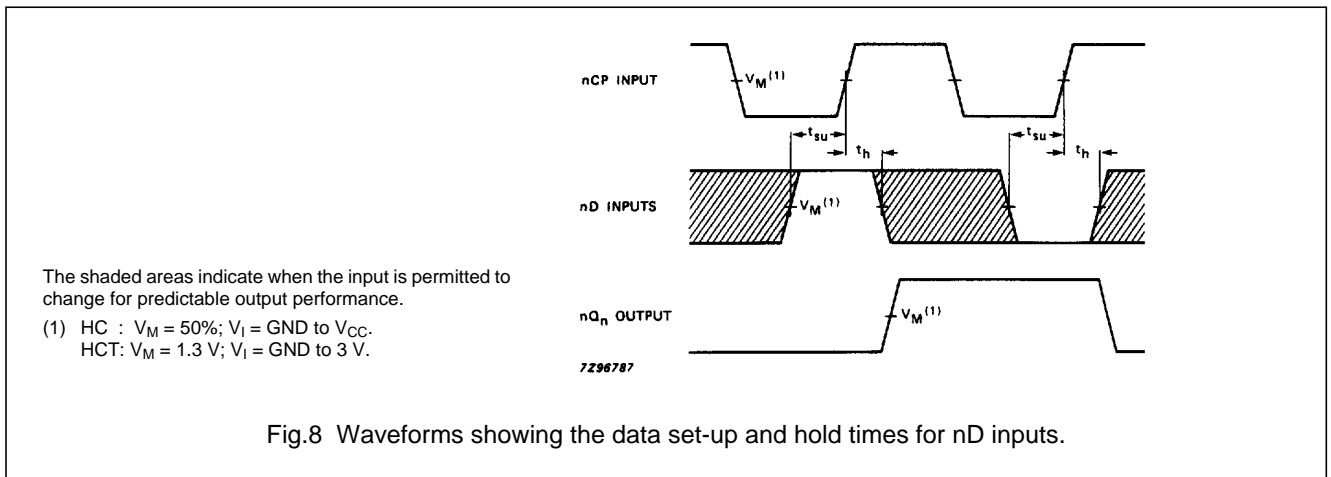 nCP INPUT
V_M (1)
t_su
t_h
t_su
t_h
nD INPUTS
V_M (1)
nQ_n OUTPUT
V_M (1)
7Z96787
The shaded areas indicate when the input is permitted to
change for predictable output performance.
(1) HC : V_M = 50%; V_I = GND to V_CC.
HCT: V_M = 1.3 V; V_I = GND to 3 V.
Fig.8 Waveforms showing the data set-up and hold times for nD inputs.